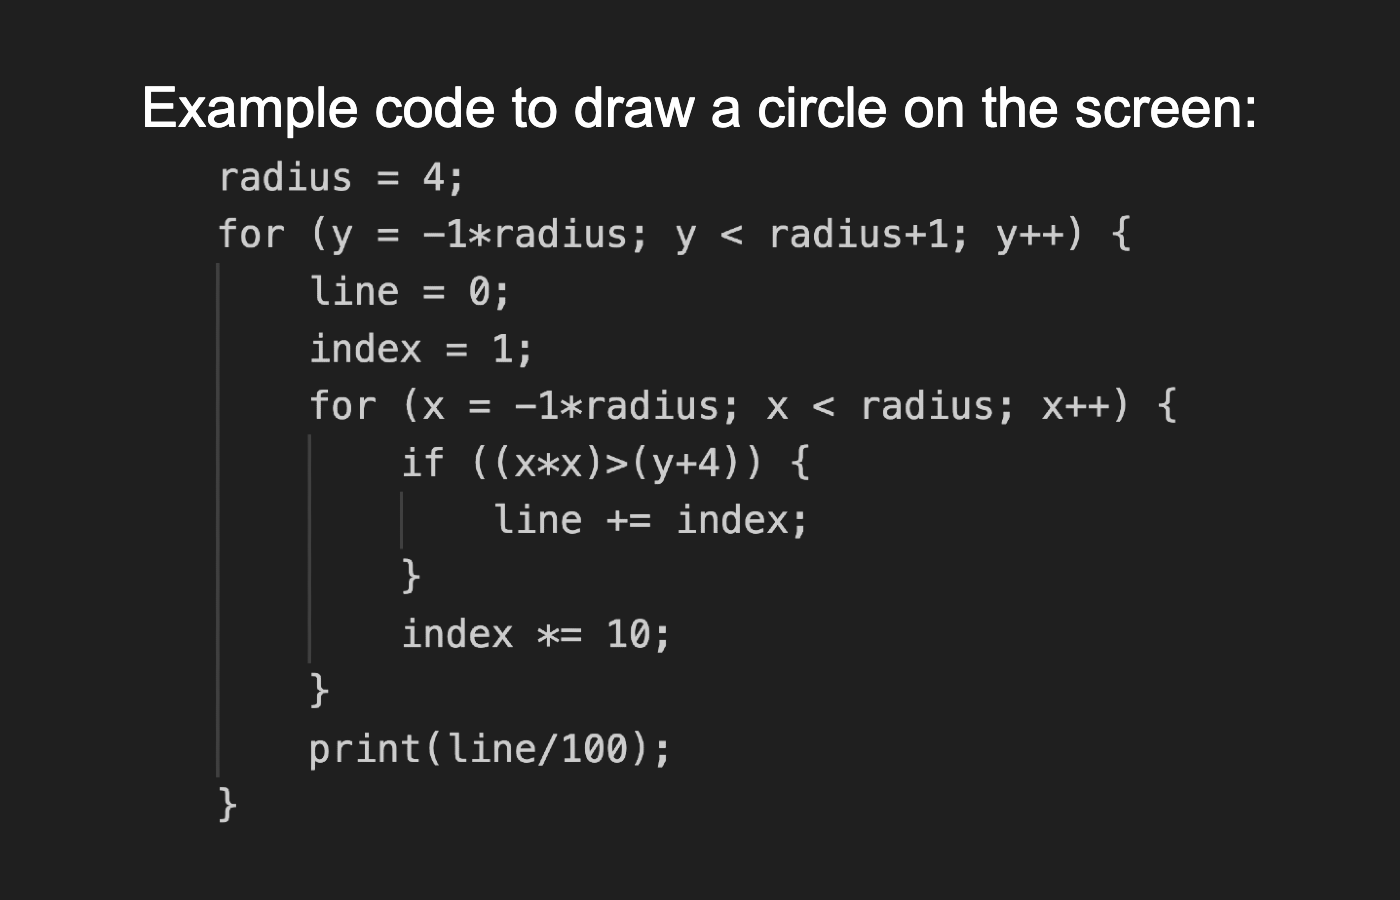 Example code to draw a circle on the screen:
radius = 4;
for (y = -1*radius; y < radius+1; y++) {
    line = 0;
    index = 1;
    for (x = -1*radius; x < radius; x++) {
        if ((x*x)>(y+4)) {
            line += index;
        }
        index *= 10;
    }
    print(line/100);
}